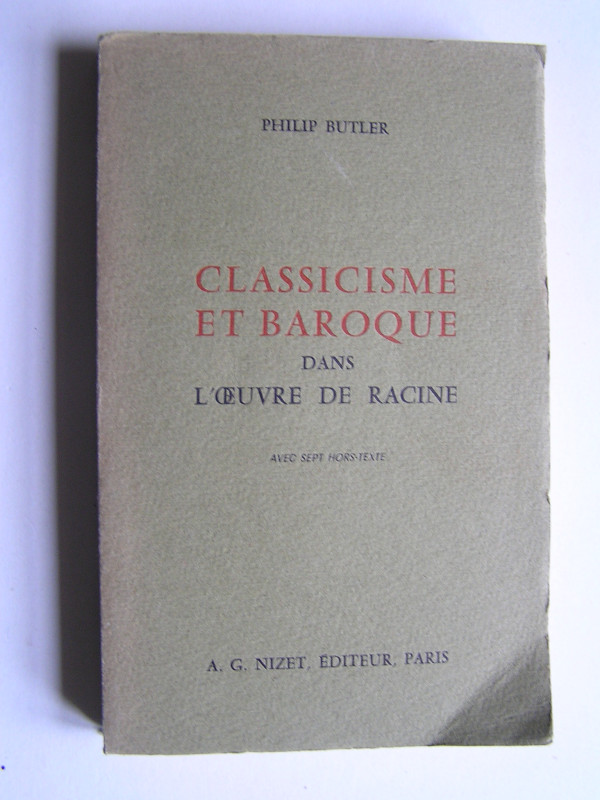 PHILIP BUTLER
CLASSICISME
ET BAROQUE
DANS
L'ŒUVRE DE RACINE
AVEC SEPT HORS-TEXTE
A. G. NIZET, ÉDITEUR, PARIS